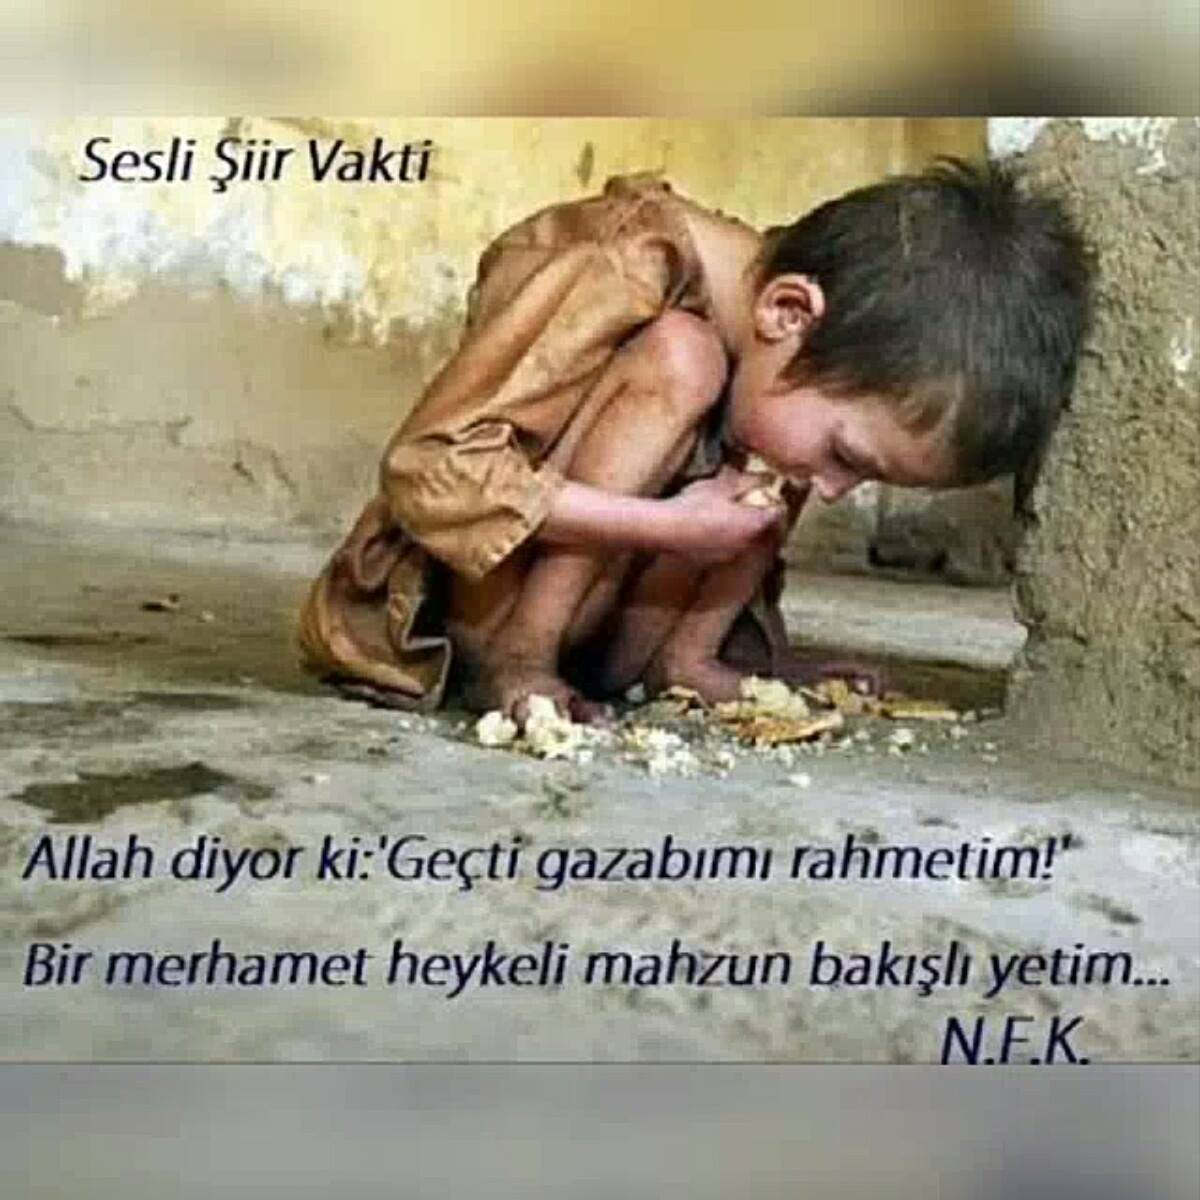 Sesli Şiir Vakti
Allah diyor ki:'Geçti gazabımı rahmetim!'
Bir merhamet heykeli mahzun bakışlı yetim...
N.F.K.